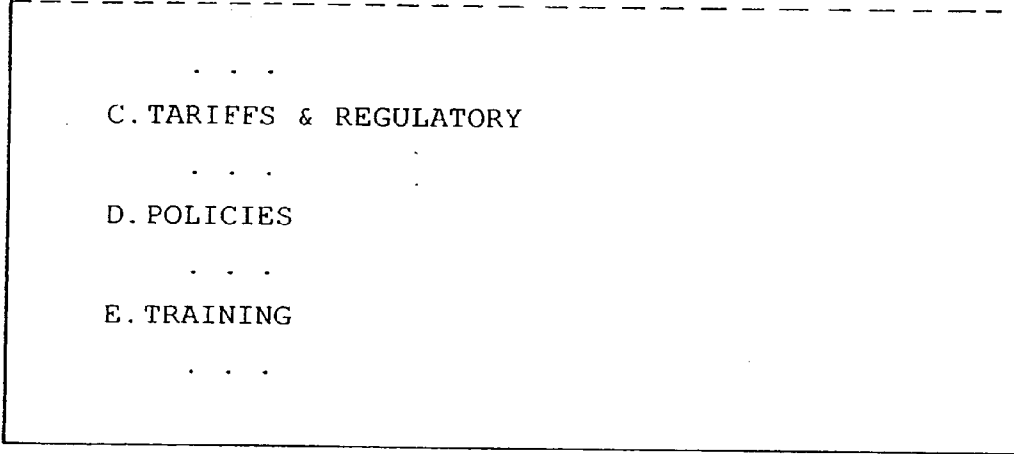 . . .
C.TARIFFS & REGULATORY
. . .
D.POLICIES
. . .
E.TRAINING
. . .